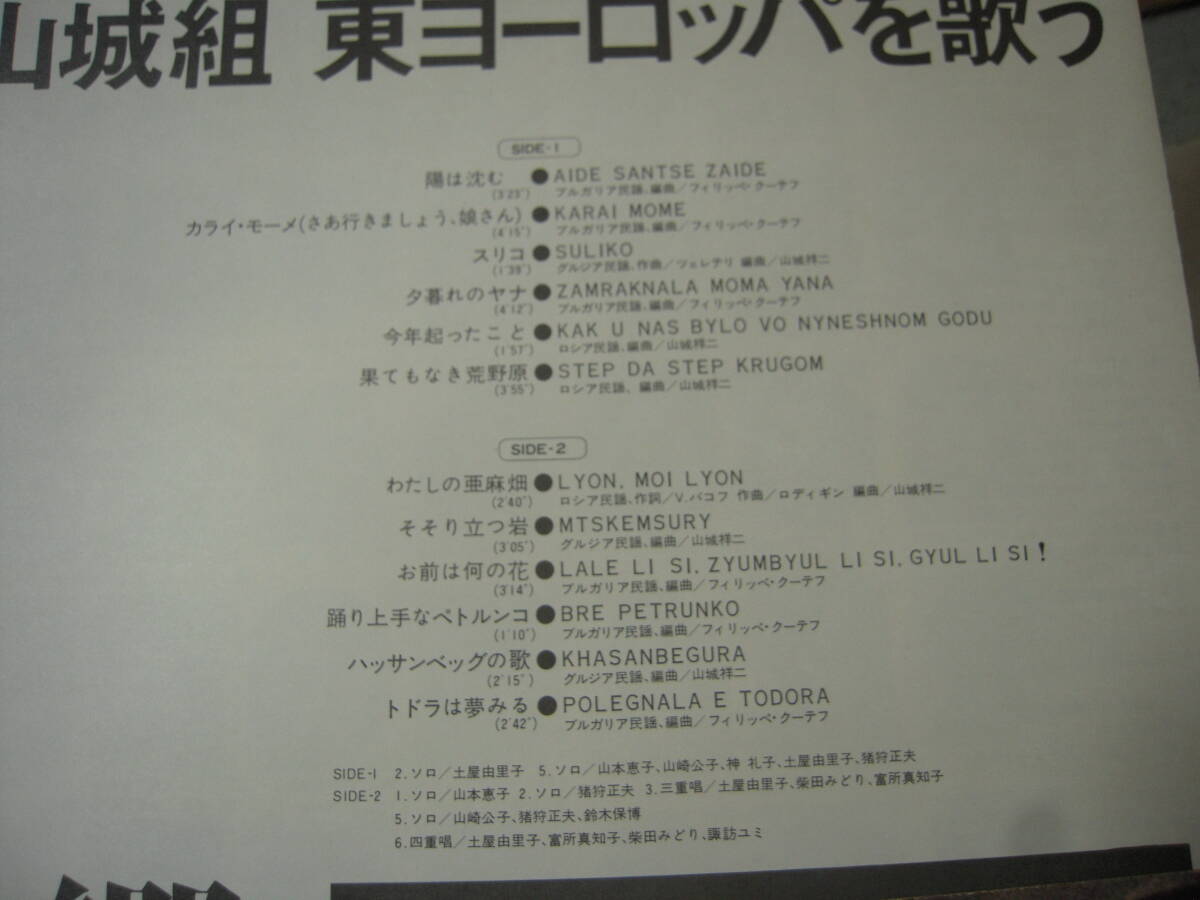 山城組 東ヨーロッパを歌う
SIDE-1
陽は沈む ● AIDE SANTSE ZAIDE
(3'23") ブルガリア民謡、編曲/フィリッペ・クーテフ
カライ・モーメ(さあ行きましょう、娘さん) ● KARAI MOME
(4'15") ブルガリア民謡、編曲/フィリッペ・クーテフ
スリコ ● SULIKO
(1'39") グルジア民謡、作曲/ツェレテリ 編曲/山城祥二
夕暮れのヤナ ● ZAMRAKNALA MOMA YANA
(4'12") ブルガリア民謡、編曲/フィリッペ・クーテフ
今年起ったこと ● KAK U NAS BYLO VO NYNESHNOM GODU
(1'57") ロシア民謡、編曲/山城祥二
果てもなき荒野原 ● STEP DA STEP KRUGOM
(3'55") ロシア民謡、編曲/山城祥二
SIDE-2
わたしの亜麻畑 ● LYON, MOI LYON
(2'40") ロシア民謡、作詞/V.バコフ 作曲/ロディギン 編曲/山城祥二
そそり立つ岩 ● MTSKEMSURY
(3'05") グルジア民謡、編曲/山城祥二
お前は何の花 ● LALE LI SI, ZYUMBYUL LI SI, GYUL LI SI!
(3'14") ブルガリア民謡、編曲/フィリッペ・クーテフ
踊り上手なペトルンコ ● BRE PETRUNKO
(1'10") ブルガリア民謡、編曲/フィリッペ・クーテフ
ハッサンベッグの歌 ● KHASANBEGURA
(2'15") グルジア民謡、編曲/山城祥二
トドラは夢みる ● POLEGNALA E TODORA
(2'42") ブルガリア民謡、編曲/フィリッペ・クーテフ
SIDE-1 2.ソロ/土屋由里子 5.ソロ/山本恵子、山崎公子、神 礼子、土屋由里子、猪狩正夫
SIDE-2 1.ソロ/山本恵子 2.ソロ/猪狩正夫 3.三重唱/土屋由里子、柴田みどり、富所真知子
5.ソロ/山崎公子、猪狩正夫、鈴木保博
6.四重唱/土屋由里子、富所真知子、柴田みどり、諏訪ユミ